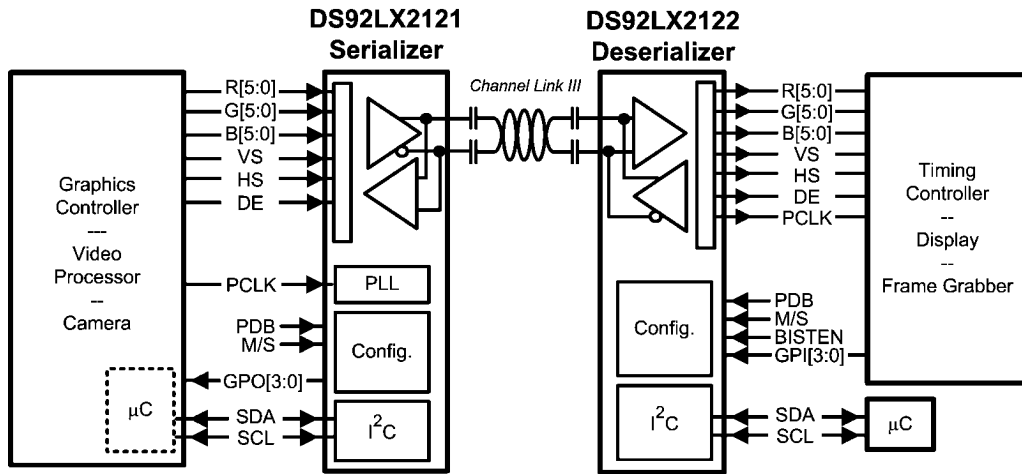 DS92LX2121
Serializer
DS92LX2122
Deserializer
Channel Link III
Graphics
Controller
---
Video
Processor
--
Camera
μC
R[5:0]
G[5:0]
B[5:0]
VS
HS
DE
PCLK
PDB
M/S
GPO[3:0]
SDA
SCL
PLL
Config.
I²C
Config.
I²C
R[5:0]
G[5:0]
B[5:0]
VS
HS
DE
PCLK
PDB
M/S
BISTEN
GPI[3:0]
SDA
SCL
Timing
Controller
--
Display
--
Frame Grabber
μC